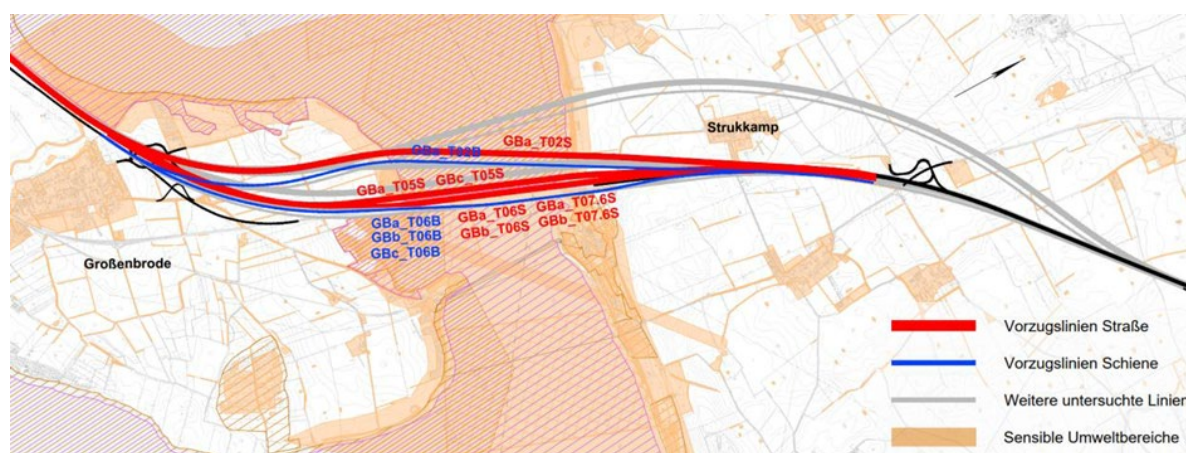 Strukkamp
GBa_T02S
GBa_T02B
GBa_T05S GBc_T05S
GBa_T06B
GBb_T06B
GBc_T06B
GBa_T06S
GBb_T06S
GBa_T07.6S
GBb_T07.6S
Großenbrode
Vorzugslinien Straße
Vorzugslinien Schiene
Weitere untersuchte Linien
Sensible Umweltbereiche